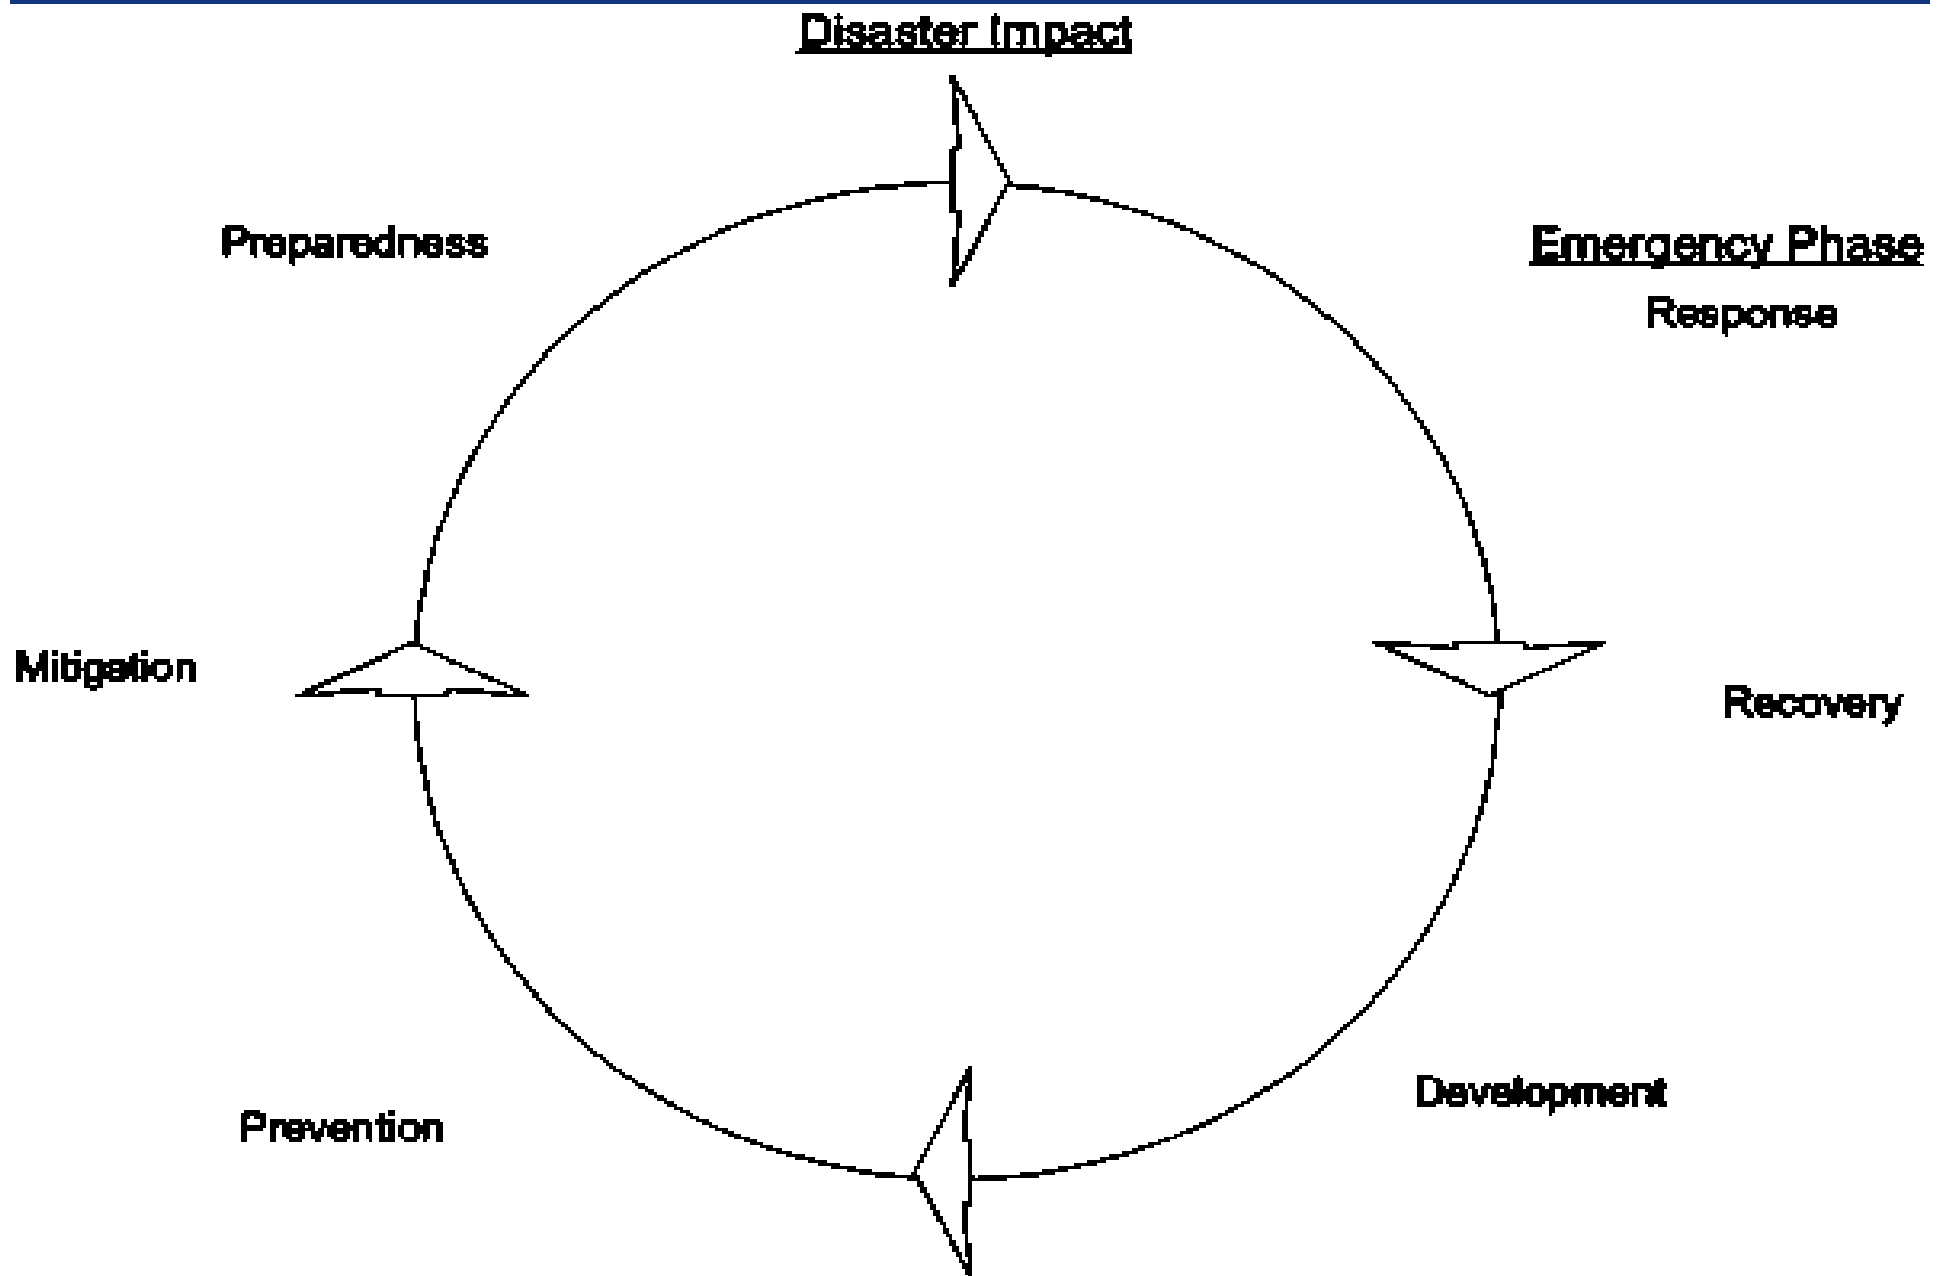 Disaster Impact
Preparedness
Emergency Phase
Response
Mitigation
Recovery
Development
Prevention